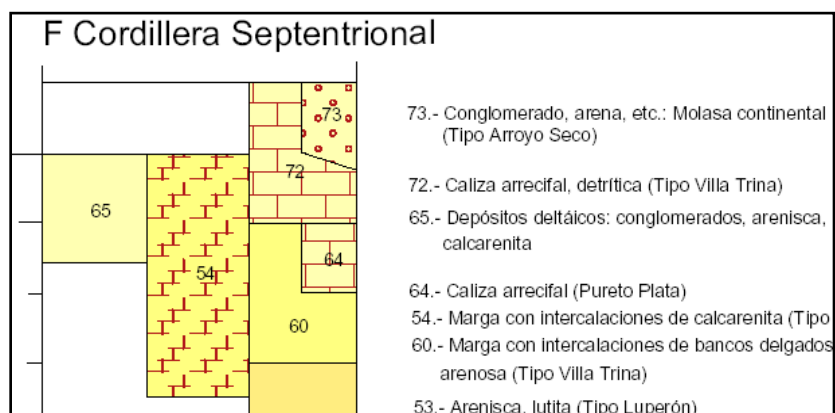 F Cordillera Septentrional
73
72
65
54
64
60
73.- Conglomerado, arena, etc.: Molasa continental
(Tipo Arroyo Seco)
72.- Caliza arrecifal, detrítica (Tipo Villa Trina)
65.- Depósitos deltáicos: conglomerados, arenisca,
calcarenita
64.- Caliza arrecifal (Pureto Plata)
54.- Marga con intercalaciones de calcarenita (Tipo
60.- Marga con intercalaciones de bancos delgados
arenosa (Tipo Villa Trina)
53.- Arenisca, lutita (Tipo Luperón)